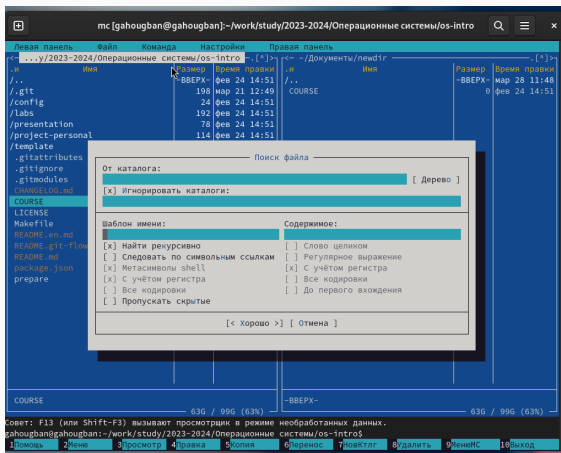 mc [gahougban@gahougban]:~/work/study/2023-2024/Операционные системы/os-intro
Левая панель Файл Команда Настройки Правая панель
<- ...y/2023-2024/Операционные системы/os-intro -.[^]> <- ~/Документы/newdir .[^]>
.и Имя Размер Время правки .и Имя Размер Время правки
/.. -ВВЕРХ- фев 24 14:51 /.. -ВВЕРХ- мар 28 11:48
/.git 198 мар 21 12:49 COURSE 0 фев 24 14:51
/config 24 фев 24 14:51
/labs 192 фев 24 14:51
/presentation 78 фев 24 14:51
/project-personal 114 фев 24 14:51
/template
.gitattributes
.gitignore
.gitmodules
CHANGELOG.md
COURSE
LICENSE
Makefile
README.en.md
README.git-flow
README.md
package.json
prepare
Поиск файла
От каталога:
[ Дерево ]
[x] Игнорировать каталоги:
Шаблон имени: Содержимое:
[x] Найти рекурсивно [ ] Слово целиком
[ ] Следовать по символьным ссылкам [ ] Регулярное выражение
[x] Метасимволы shell [x] С учётом регистра
[x] С учётом регистра [ ] Все кодировки
[ ] Все кодировки [ ] До первого вхождения
[ ] Пропускать скрытые
[< Хорошо >] [ Отмена ]
COURSE -ВВЕРХ-
63G / 99G (63%) 63G / 99G (63%)
Совет: F13 (или Shift-F3) вызывают просмотрщик в режиме необработанных данных.
gahougban@gahougban:~/work/study/2023-2024/Операционные системы/os-intro$
1Помощь 2Меню 3Просмотр 4Правка 5Копия 6Перенос 7НовКтлг 8Удалить 9МенюMC 10Выход